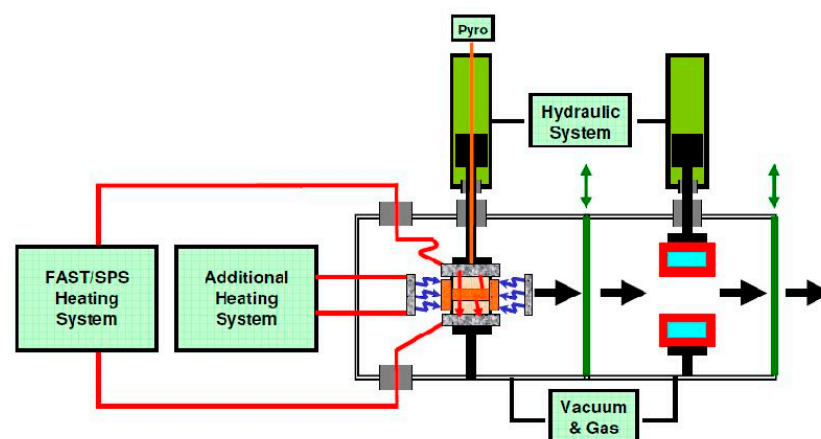 Pyro
Hydraulic
System
FAST/SPS
Heating
System
Additional
Heating
System
Vacuum
& Gas